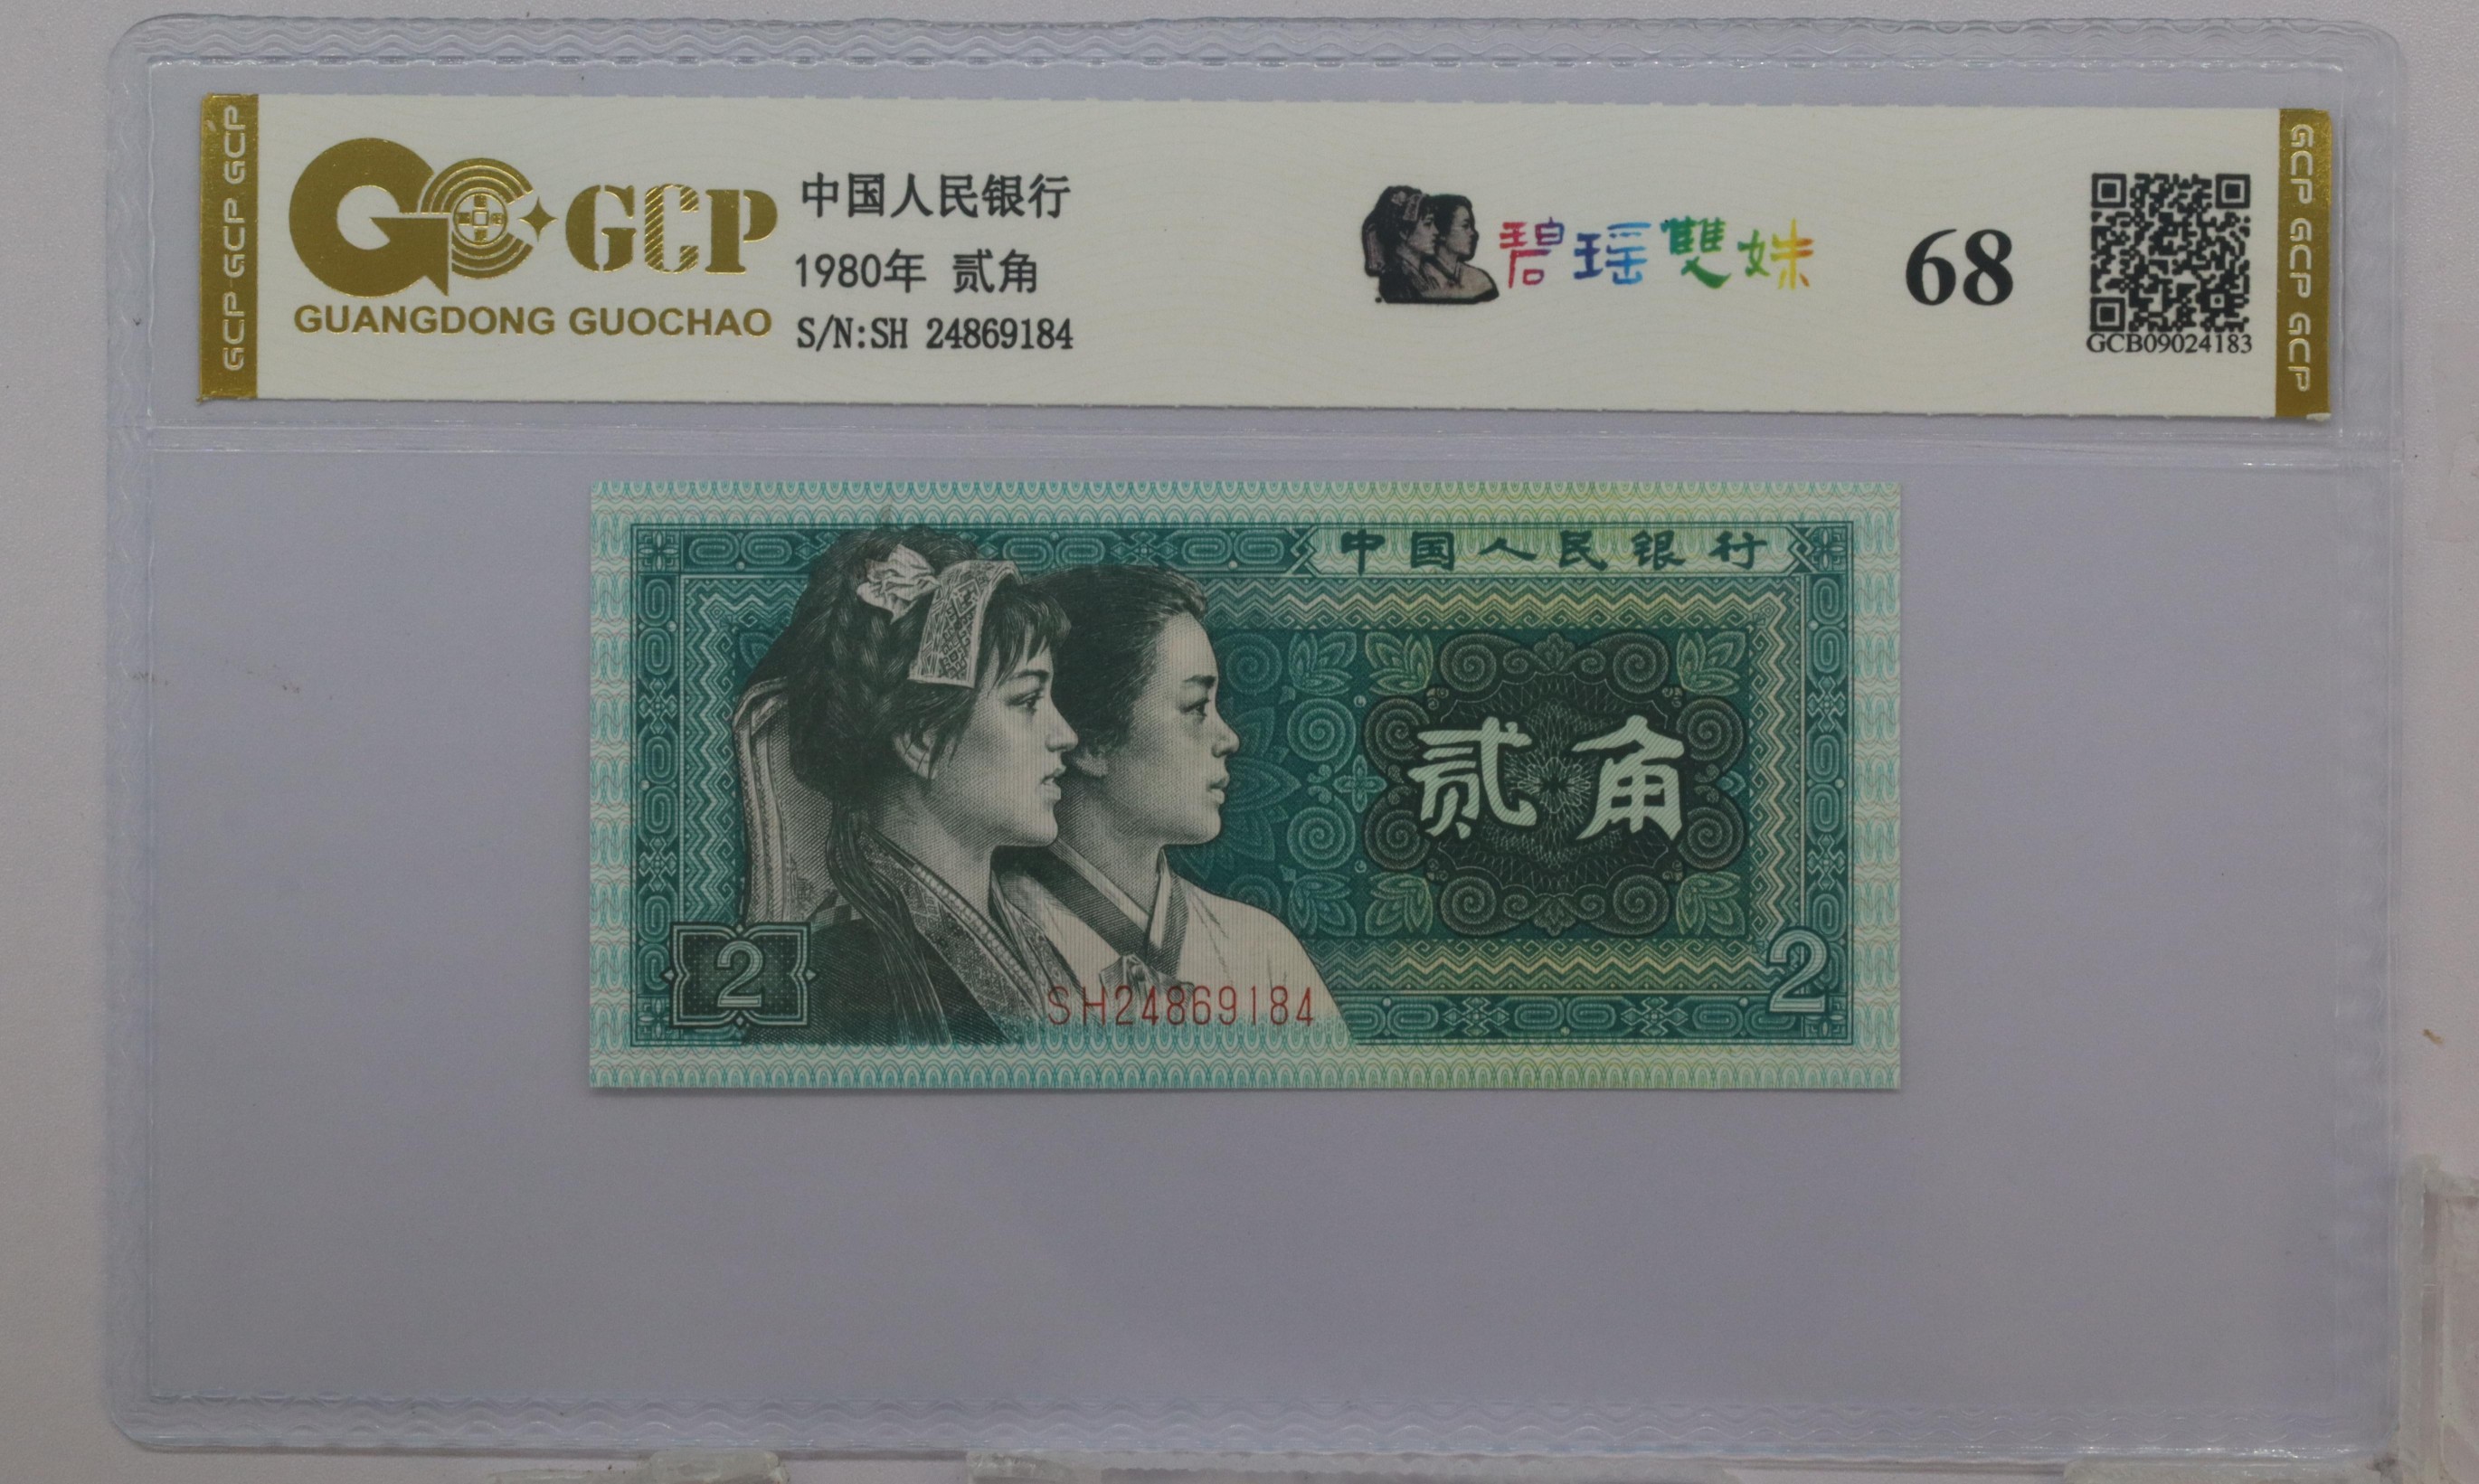 GCP GCP GCP
GCP
GUANGDONG GUOCHAO
中国人民银行
1980年 贰角
S/N:SH 24869184
碧瑶雙姝
68
GCB09024183
GCP GCP GCP
中国人民银行
贰角
2
SH24869184
2